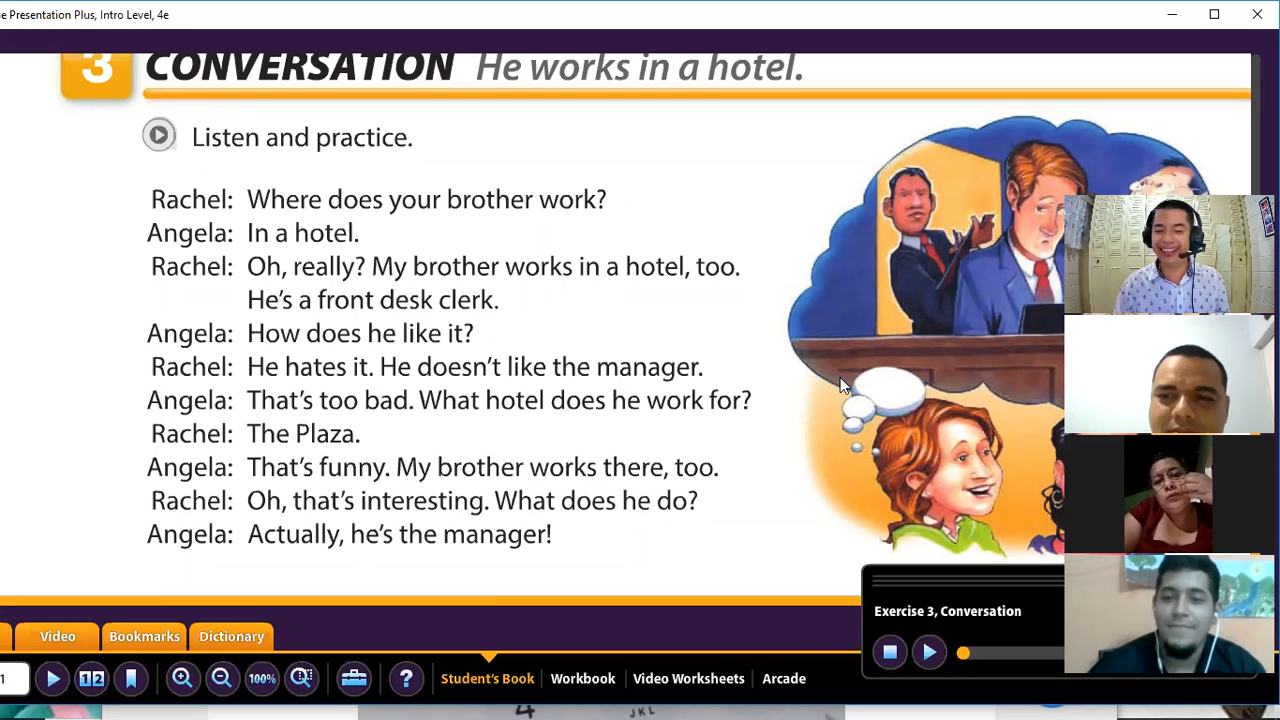 e Presentation Plus, Intro Level, 4e
3 CONVERSATION He works in a hotel.
Listen and practice.
Rachel: Where does your brother work?
Angela: In a hotel.
Rachel: Oh, really? My brother works in a hotel, too.
He's a front desk clerk.
Angela: How does he like it?
Rachel: He hates it. He doesn't like the manager.
Angela: That's too bad. What hotel does he work for?
Rachel: The Plaza.
Angela: That's funny. My brother works there, too.
Rachel: Oh, that's interesting. What does he do?
Angela: Actually, he's the manager!
Exercise 3, Conversation
Video Bookmarks Dictionary
1 12 100% ? Student's Book Workbook Video Worksheets Arcade
4 JKL